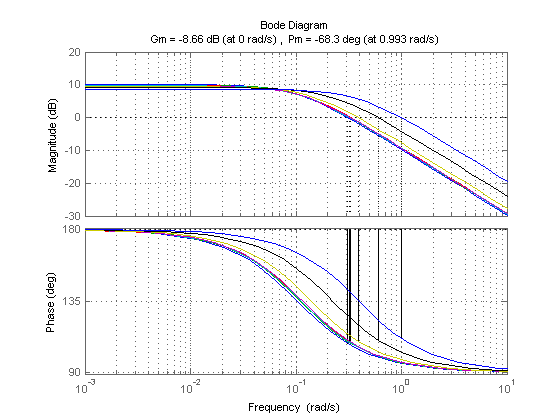 Bode Diagram
Gm = -8.66 dB (at 0 rad/s) , Pm = -68.3 deg (at 0.993 rad/s)
Magnitude (dB)
20
10
0
-10
-20
-30
Phase (deg)
180
135
90
10^-3
10^-2
10^-1
10^0
10^1
Frequency (rad/s)